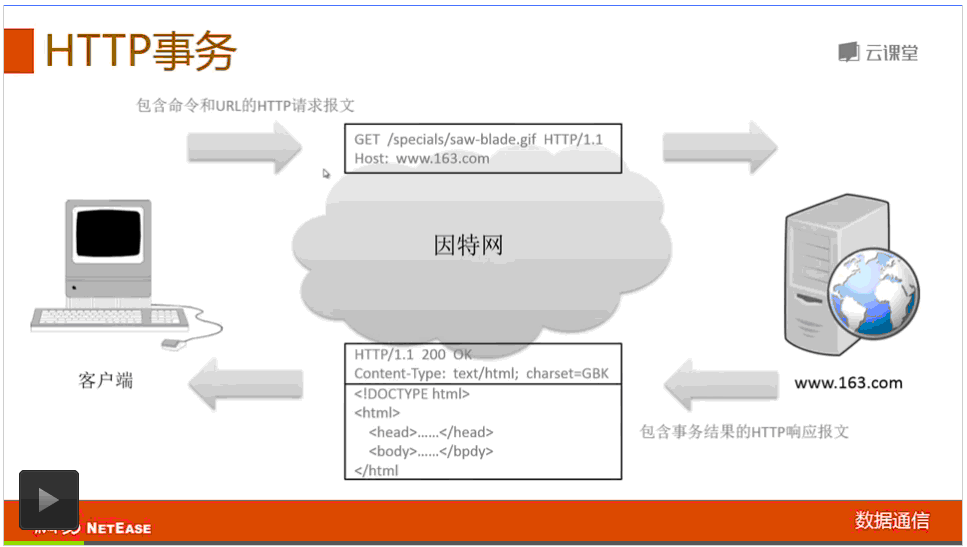 HTTP事务
云课堂
包含命令和URL的HTTP请求报文
GET /specials/saw-blade.gif HTTP/1.1
Host: www.163.com
因特网
客户端
www.163.com
HTTP/1.1 200 OK
Content-Type: text/html; charset=GBK
<!DOCTYPE html>
<html>
<head>......</head>
<body>......</bpdy>
</html
包含事务结果的HTTP响应报文
NETEASE
数据通信